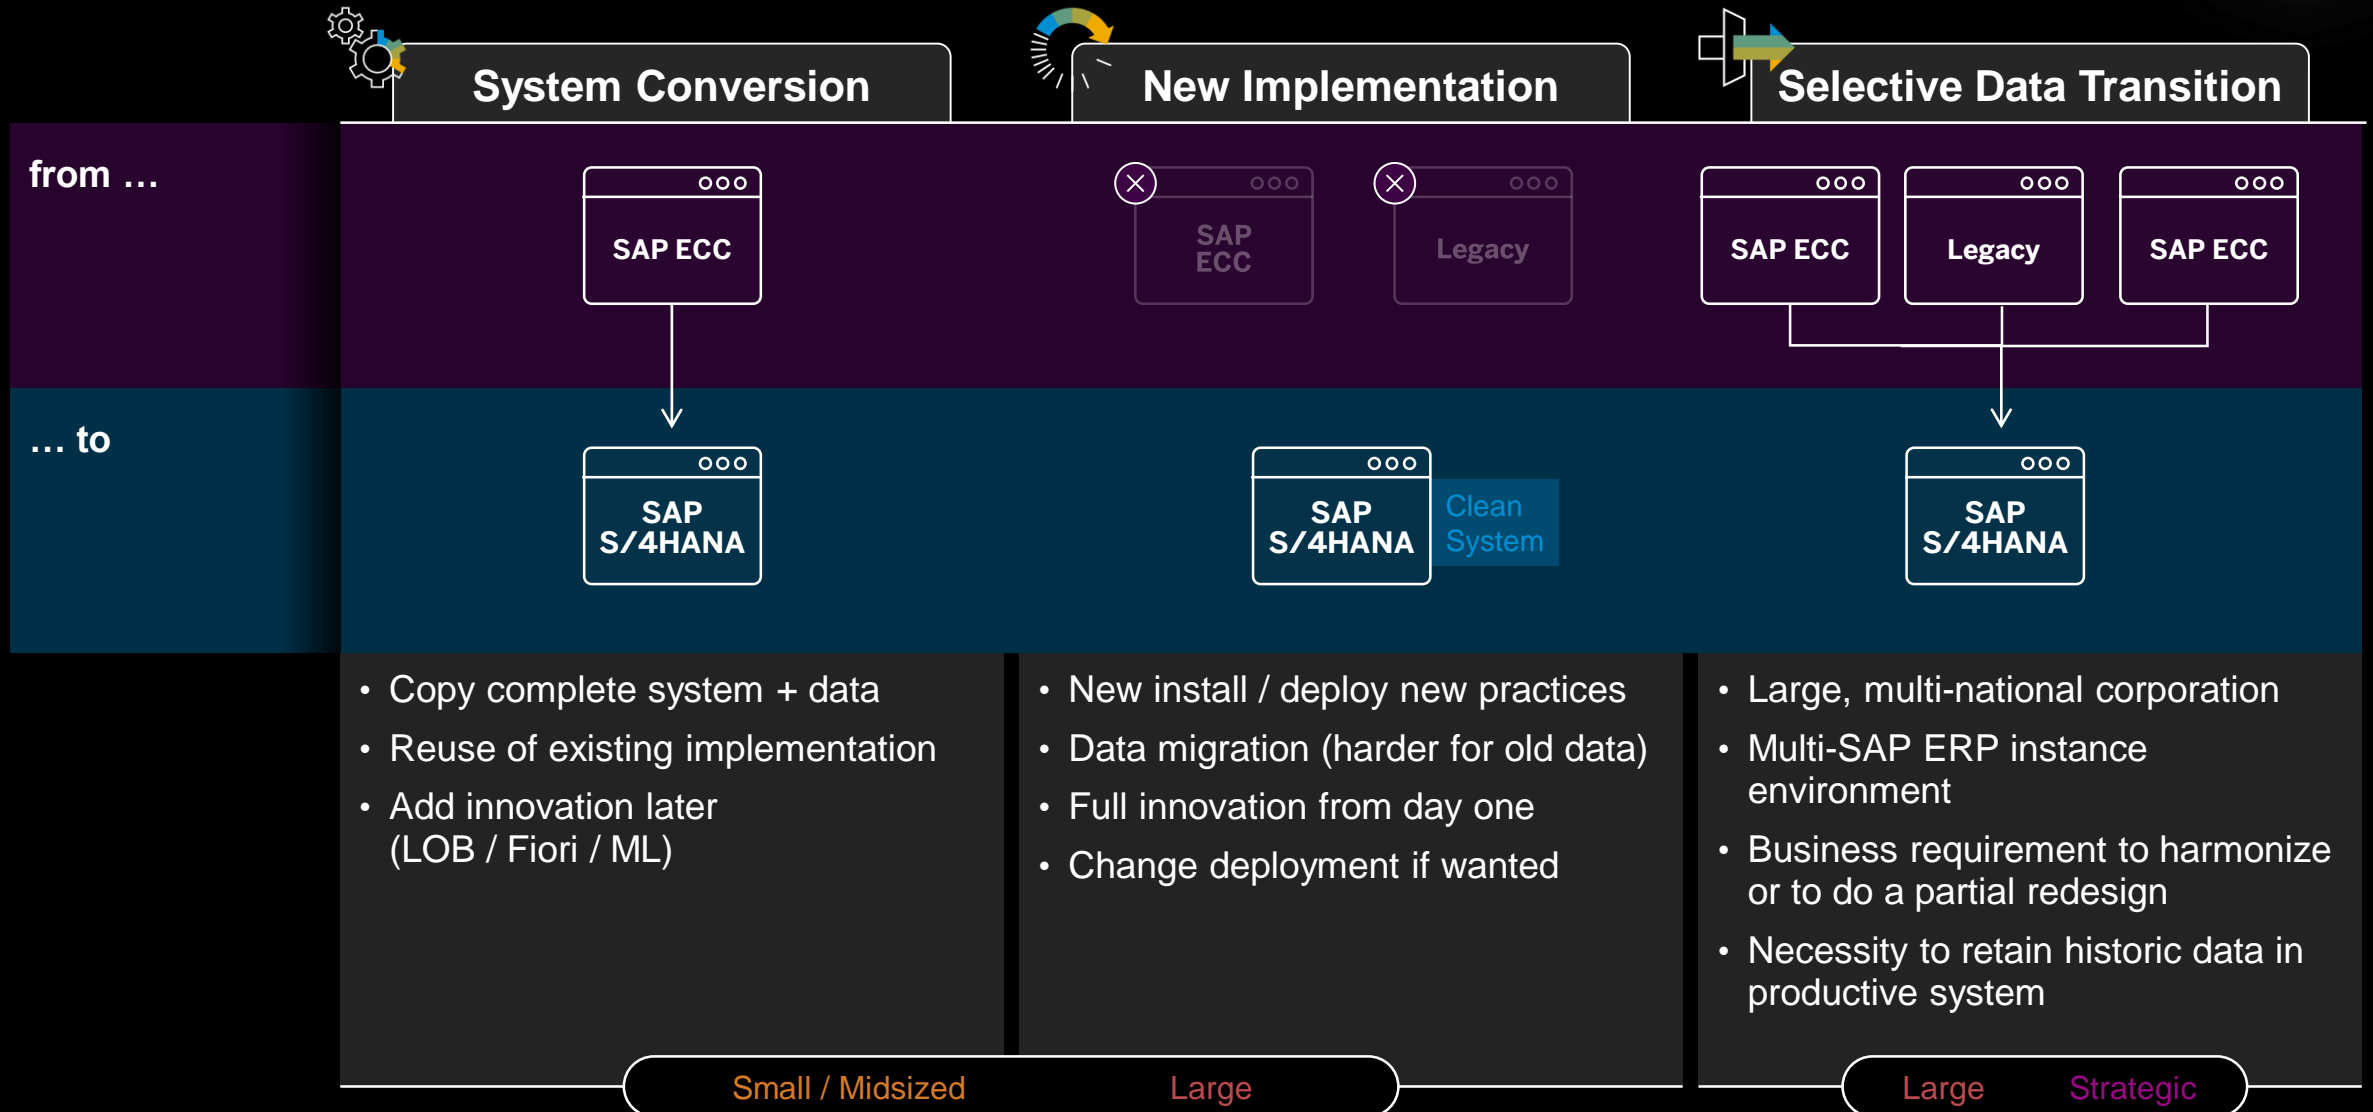 System Conversion
New Implementation
Selective Data Transition
from …
SAP ECC
SAP
ECC
Legacy
SAP ECC
Legacy
SAP ECC
… to
SAP
S/4HANA
SAP
S/4HANA
Clean
System
SAP
S/4HANA
• Copy complete system + data
• Reuse of existing implementation
• Add innovation later
(LOB / Fiori / ML)
• New install / deploy new practices
• Data migration (harder for old data)
• Full innovation from day one
• Change deployment if wanted
• Large, multi-national corporation
• Multi-SAP ERP instance
environment
• Business requirement to harmonize
or to do a partial redesign
• Necessity to retain historic data in
productive system
Small / Midsized
Large
Large
Strategic